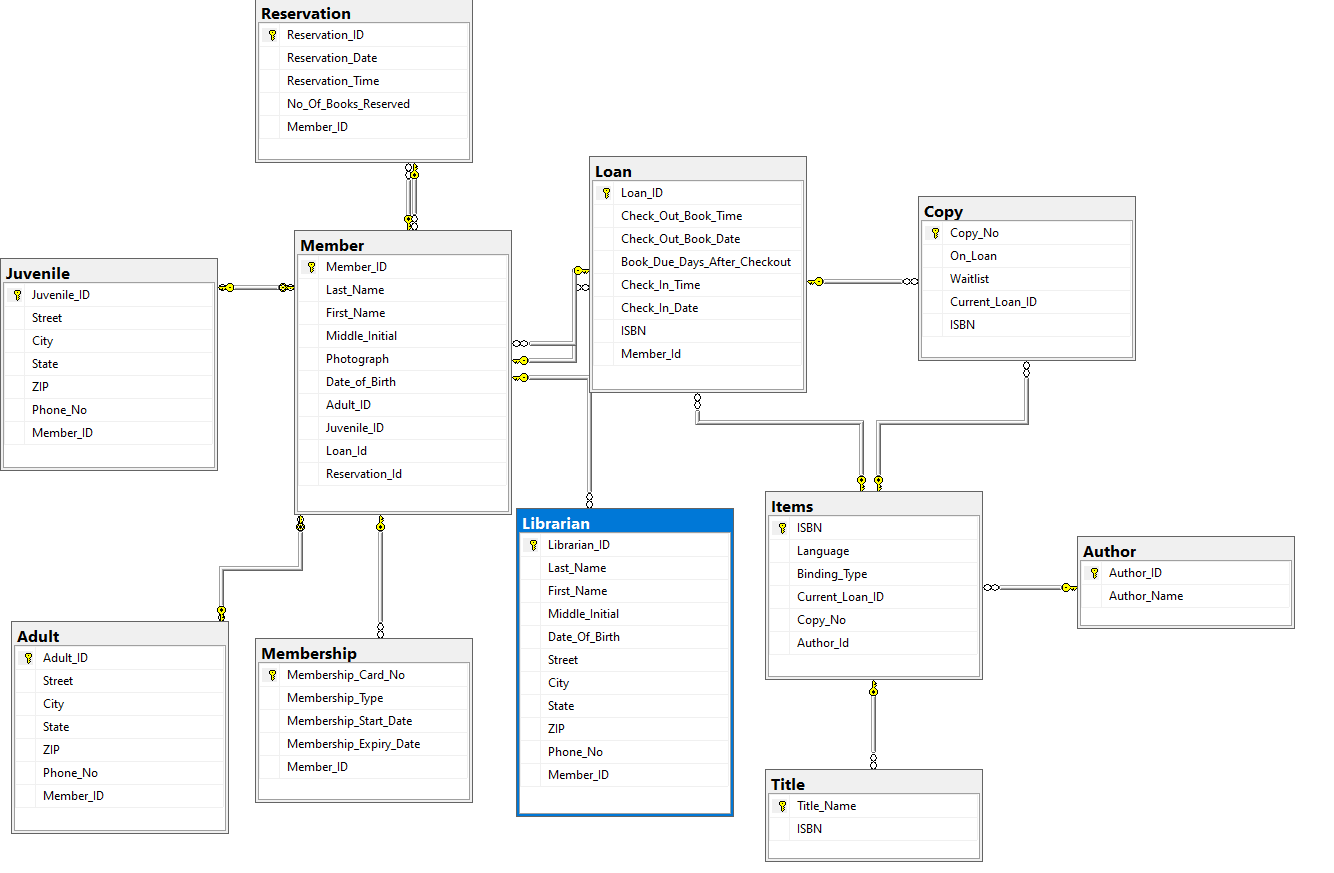 Reservation
Reservation_ID
Reservation_Date
Reservation_Time
No_Of_Books_Reserved
Member_ID
Juvenile
Juvenile_ID
Street
City
State
ZIP
Phone_No
Member_ID
Member
Member_ID
Last_Name
First_Name
Middle_Initial
Photograph
Date_of_Birth
Adult_ID
Juvenile_ID
Loan_Id
Reservation_Id
Loan
Loan_ID
Check_Out_Book_Time
Check_Out_Book_Date
Book_Due_Days_After_Checkout
Check_In_Time
Check_In_Date
ISBN
Member_Id
Copy
Copy_No
On_Loan
Waitlist
Current_Loan_ID
ISBN
Adult
Adult_ID
Street
City
State
ZIP
Phone_No
Member_ID
Membership
Membership_Card_No
Membership_Type
Membership_Start_Date
Membership_Expiry_Date
Member_ID
Librarian
Librarian_ID
Last_Name
First_Name
Middle_Initial
Date_Of_Birth
Street
City
State
ZIP
Phone_No
Member_ID
Items
ISBN
Language
Binding_Type
Current_Loan_ID
Copy_No
Author_Id
Author
Author_ID
Author_Name
Title
Title_Name
ISBN